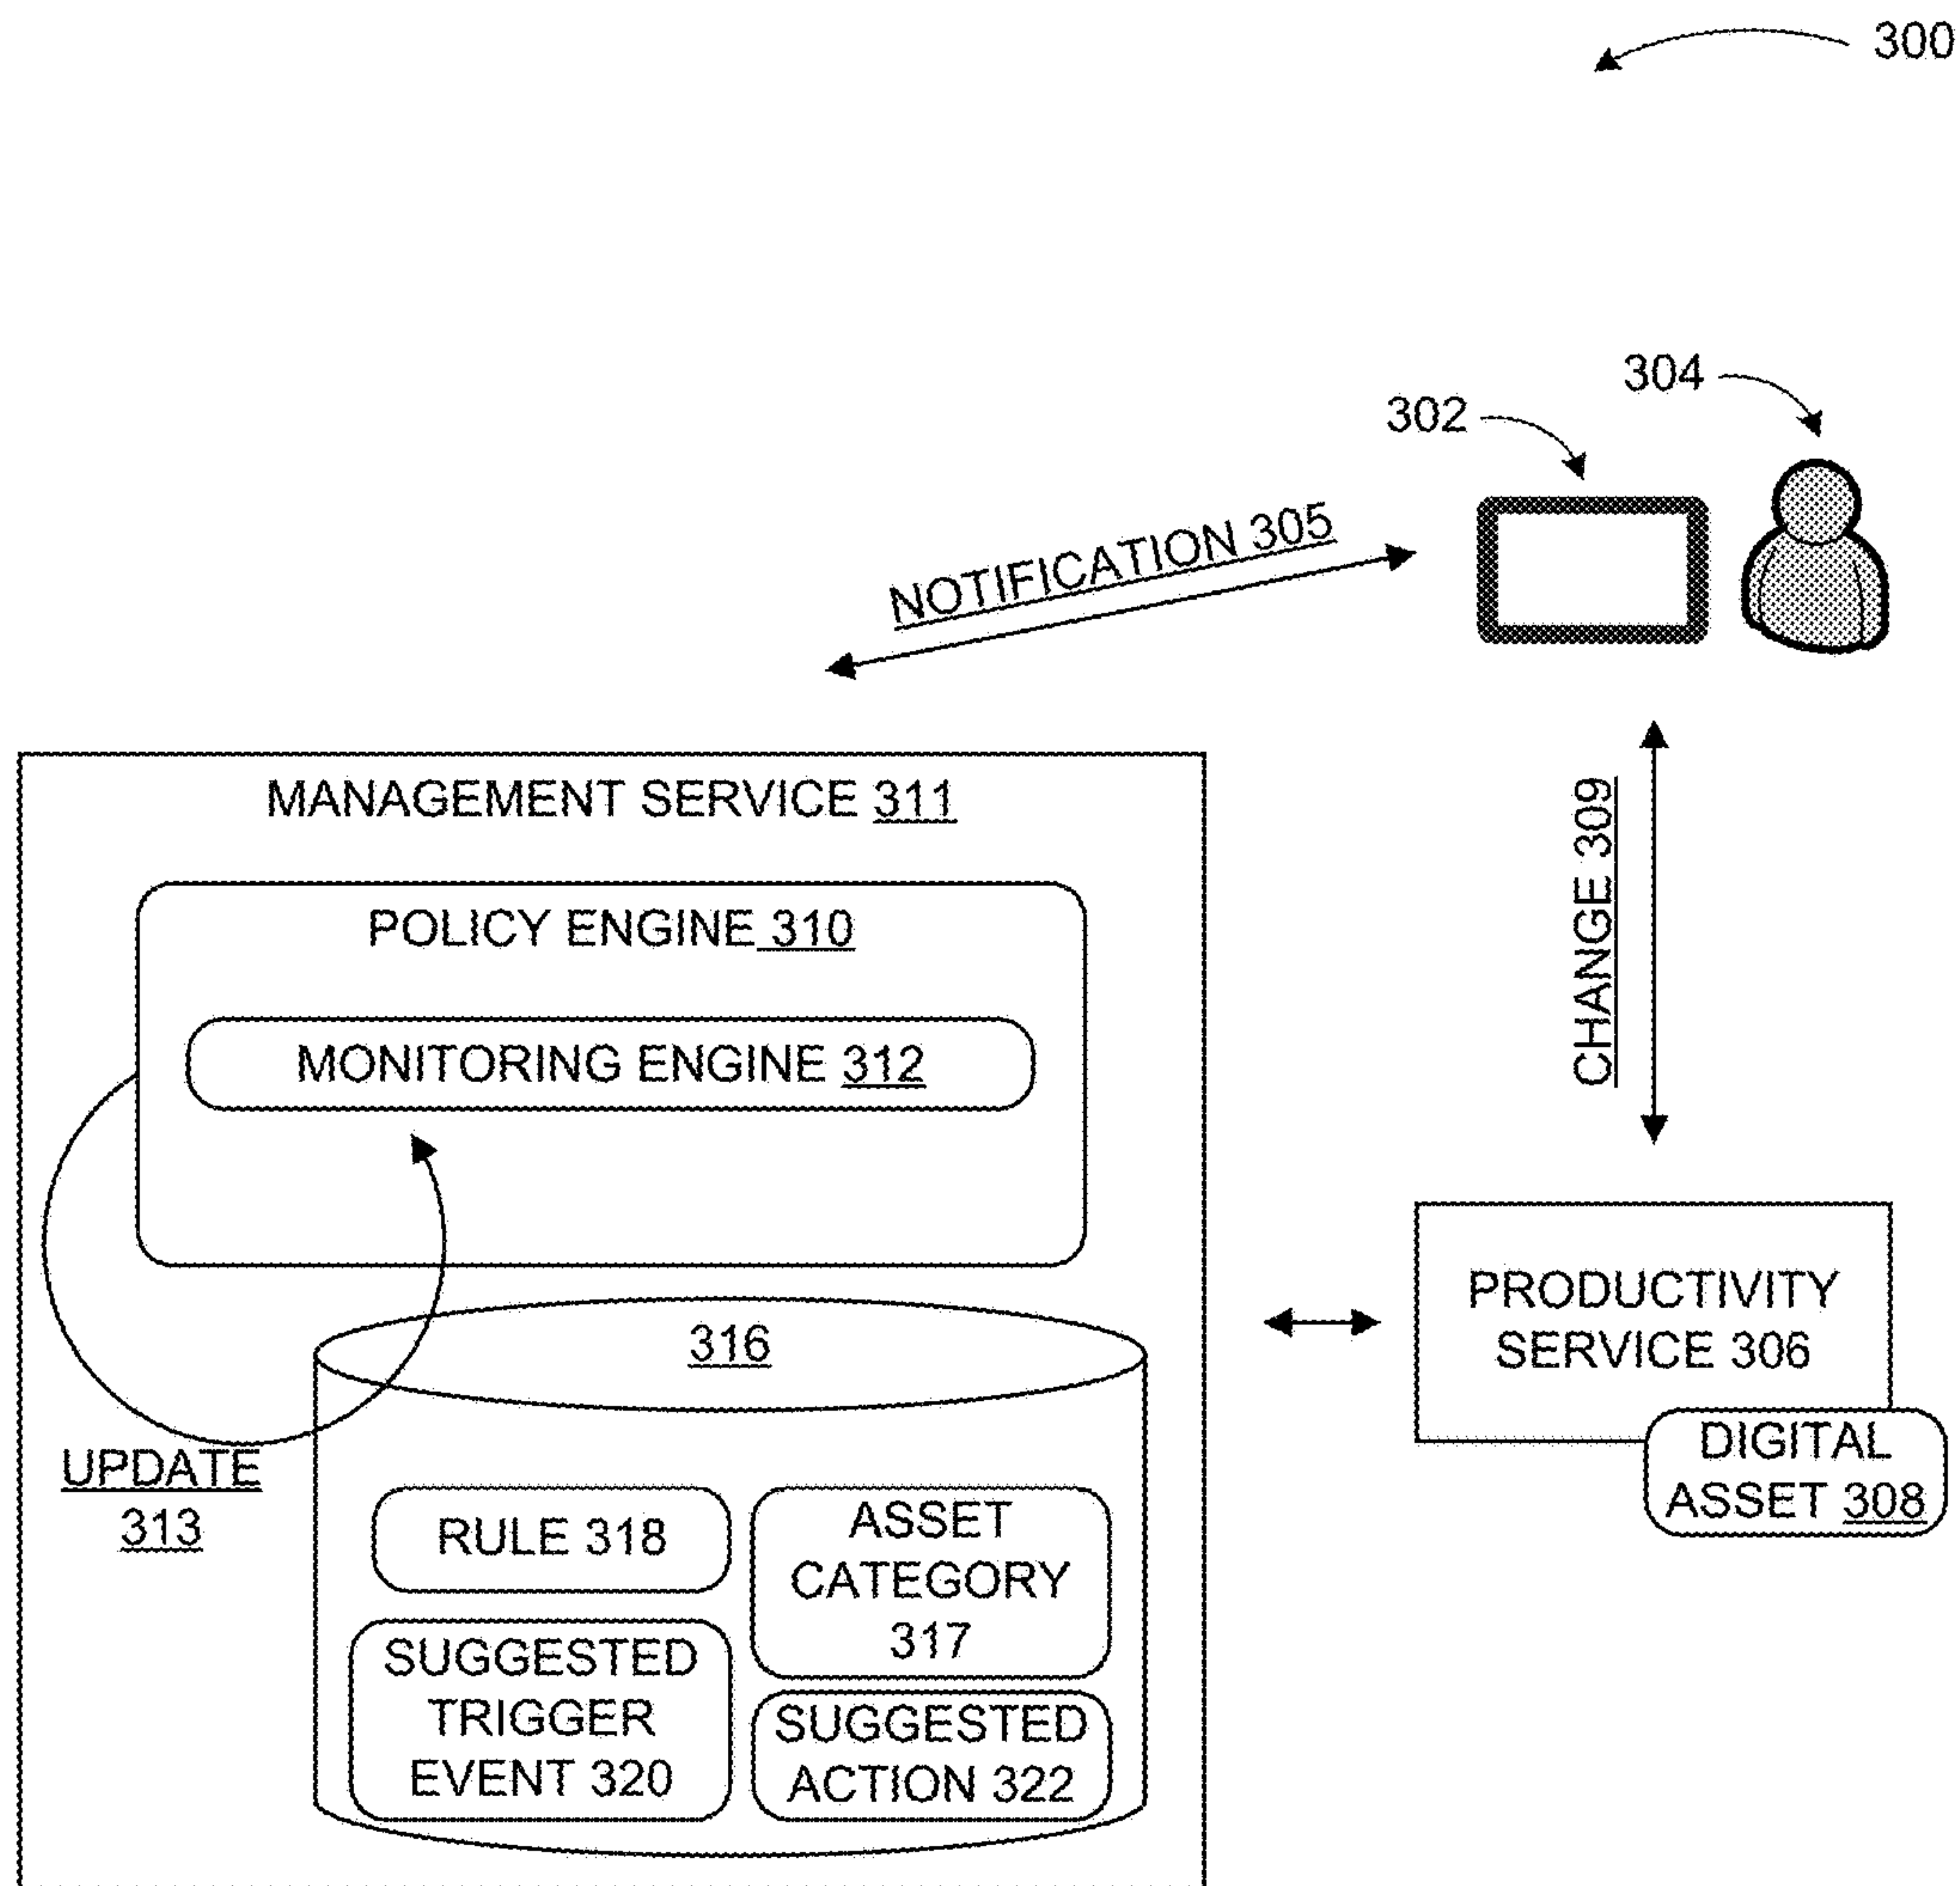 300
304
302
NOTIFICATION 305
MANAGEMENT SERVICE 311
POLICY ENGINE 310
MONITORING ENGINE 312
CHANGE 309
316
PRODUCTIVITY
SERVICE 306
DIGITAL
ASSET 308
UPDATE
313
RULE 318
ASSET
CATEGORY
317
SUGGESTED
TRIGGER
EVENT 320
SUGGESTED
ACTION 322